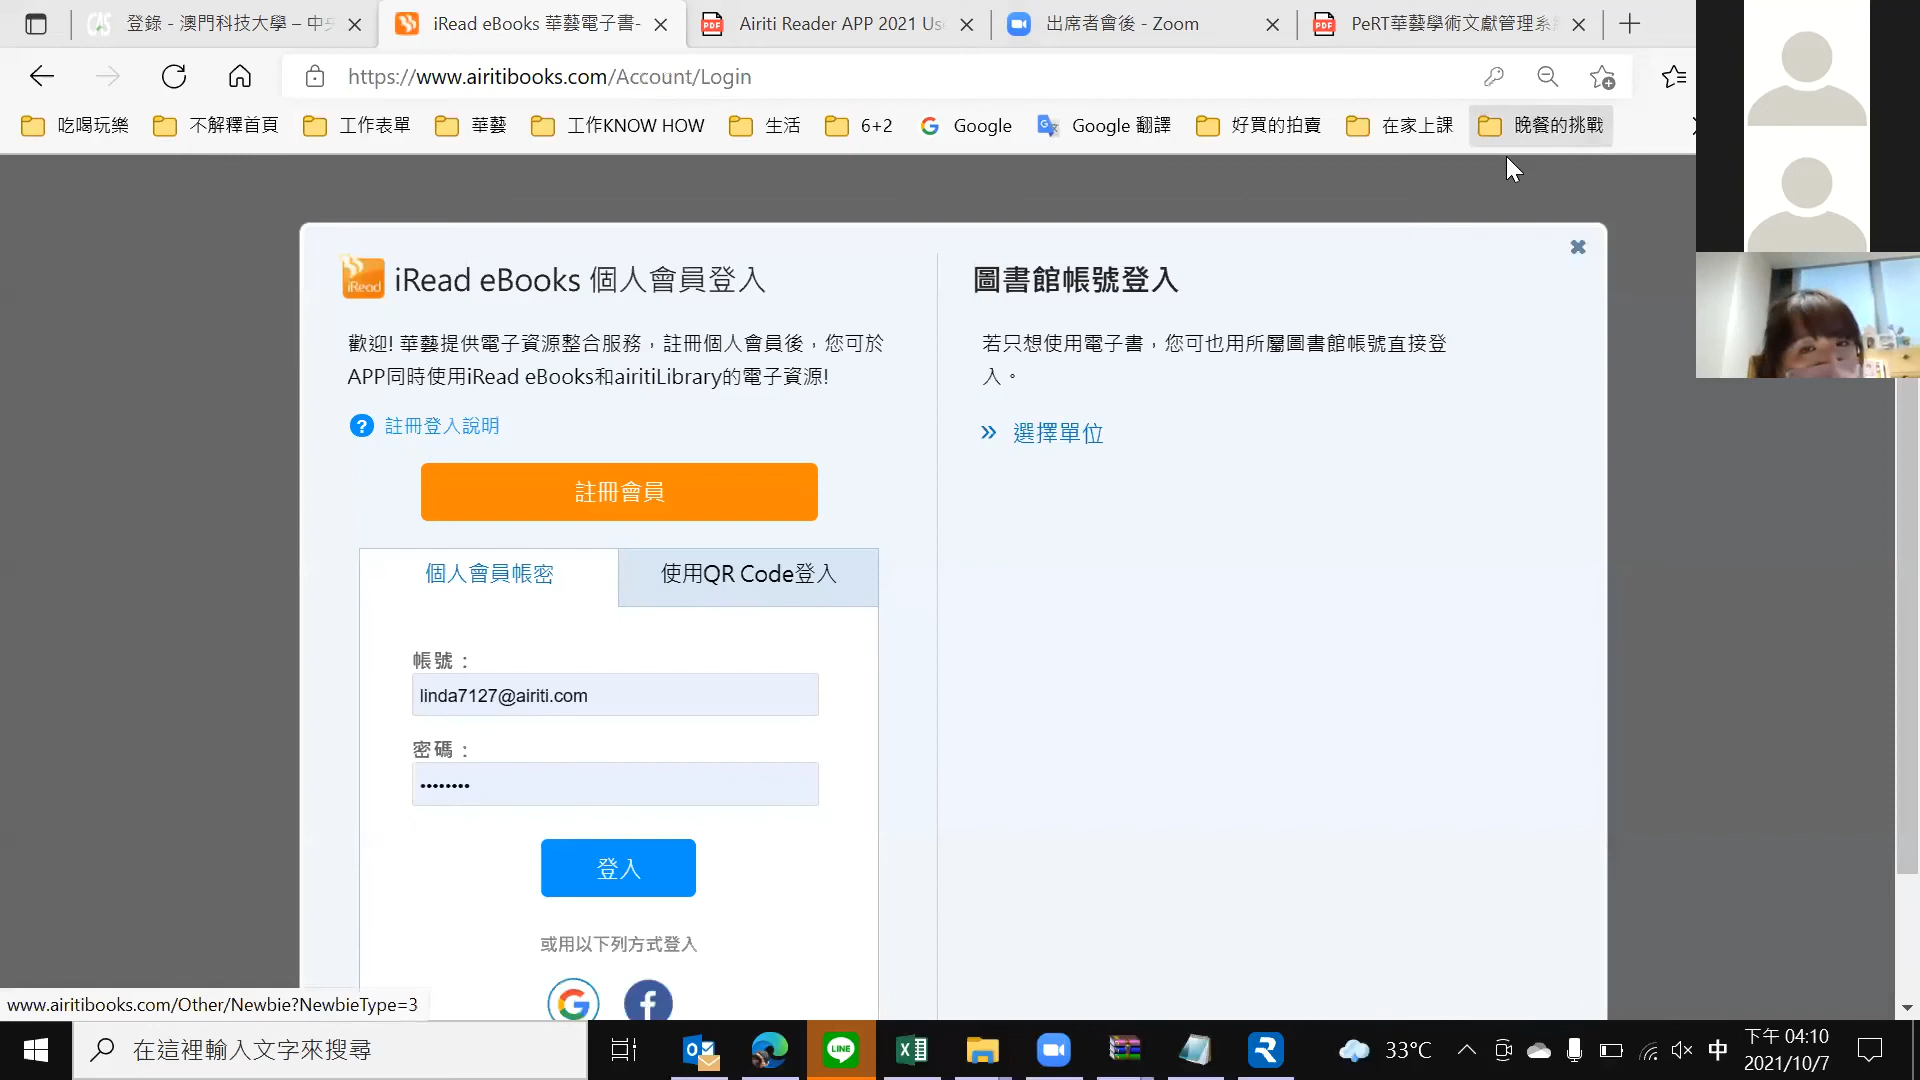 登錄 - 澳門科技大學 – 中央
iRead eBooks 華藝電子書-
Airiti Reader APP 2021 Us
出席者會後 - Zoom
PeRT華藝學術文獻管理系
https://www.airitibooks.com/Account/Login
吃喝玩樂
不解釋首頁
工作表單
華藝
工作KNOW HOW
生活
6+2
Google
Google 翻譯
好買的拍賣
在家上課
晚餐的挑戰
iRead
iRead eBooks 個人會員登入
歡迎! 華藝提供電子資源整合服務，註冊個人會員後，您可於
APP同時使用iRead eBooks和airitiLibrary的電子資源!
註冊登入說明
註冊會員
個人會員帳密
使用QR Code登入
帳號：
linda7127@airiti.com
密碼：
••••••••
登入
或用以下列方式登入
圖書館帳號登入
若只想使用電子書，您可也用所屬圖書館帳號直接登
入。
» 選擇單位
www.airitibooks.com/Other/Newbie?NewbieType=3
在這裡輸入文字來搜尋
LINE
33°C
中
下午 04:10
2021/10/7